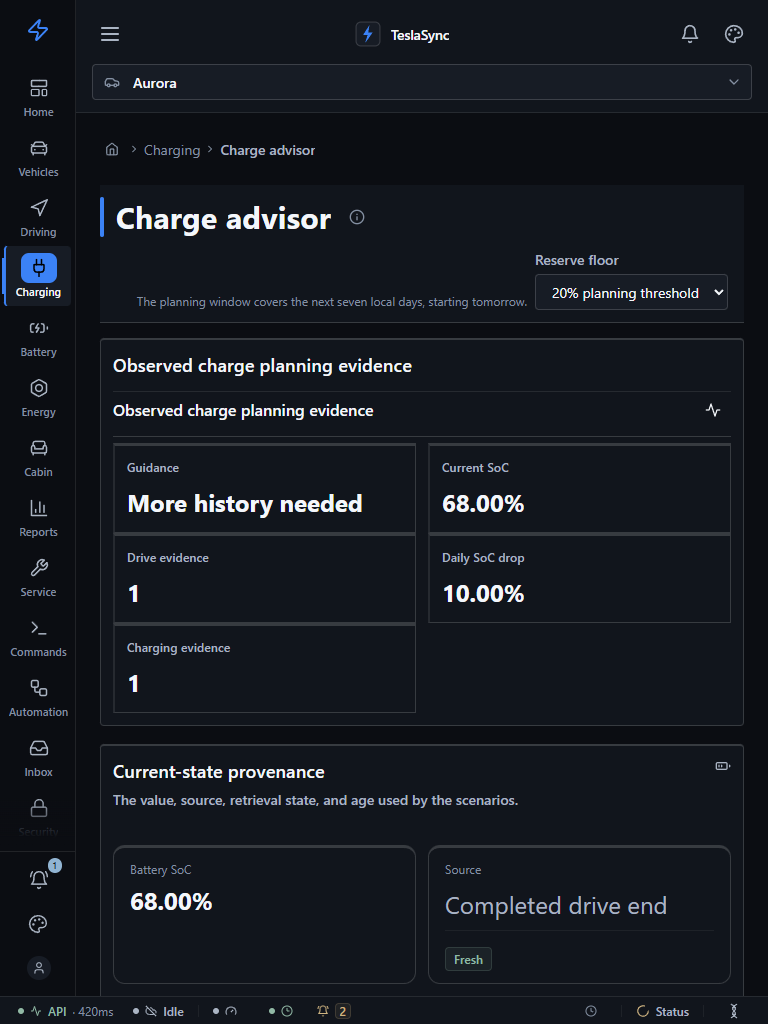 TeslaSync
Aurora
Home
Vehicles
Driving
Charging
Battery
Energy
Cabin
Reports
Service
Commands
Automation
Inbox
Security
1
Charging
Charge advisor
Charge advisor
Reserve floor
The planning window covers the next seven local days, starting tomorrow.
20% planning threshold
Observed charge planning evidence
Observed charge planning evidence
Guidance
More history needed
Current SoC
68.00%
Drive evidence
1
Daily SoC drop
10.00%
Charging evidence
1
Current-state provenance
The value, source, retrieval state, and age used by the scenarios.
Battery SoC
68.00%
Source
Completed drive end
Fresh
API · 420ms
Idle
2
Status